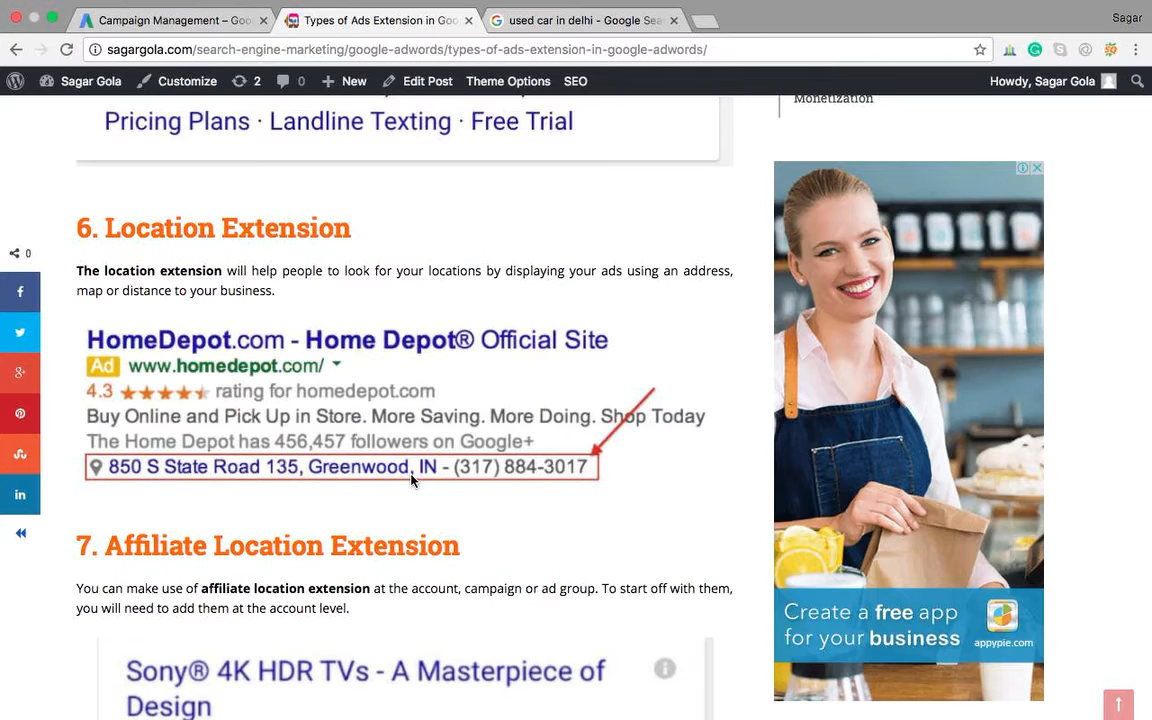 Campaign Management – Goo
Types of Ads Extension in Goo
used car in delhi - Google Sea
Sagar
sagargola.com/search-engine-marketing/google-adwords/types-of-ads-extension-in-google-adwords/
Sagar Gola
Customize
2
0
New
Edit Post
Theme Options
SEO
Howdy, Sagar Gola
Pricing Plans · Landline Texting · Free Trial
Monetization
6. Location Extension
0
The location extension will help people to look for your locations by displaying your ads using an address,
map or distance to your business.
HomeDepot.com - Home Depot® Official Site
Ad www.homedepot.com/
4.3 ★★★★★ rating for homedepot.com
Buy Online and Pick Up in Store. More Saving. More Doing. Shop Today
The Home Depot has 456,457 followers on Google+
850 S State Road 135, Greenwood, IN - (317) 884-3017
7. Affiliate Location Extension
You can make use of affiliate location extension at the account, campaign or ad group. To start off with them,
you will need to add them at the account level.
Sony® 4K HDR TVs - A Masterpiece of
Design
Create a free app
for your business
appypie.com